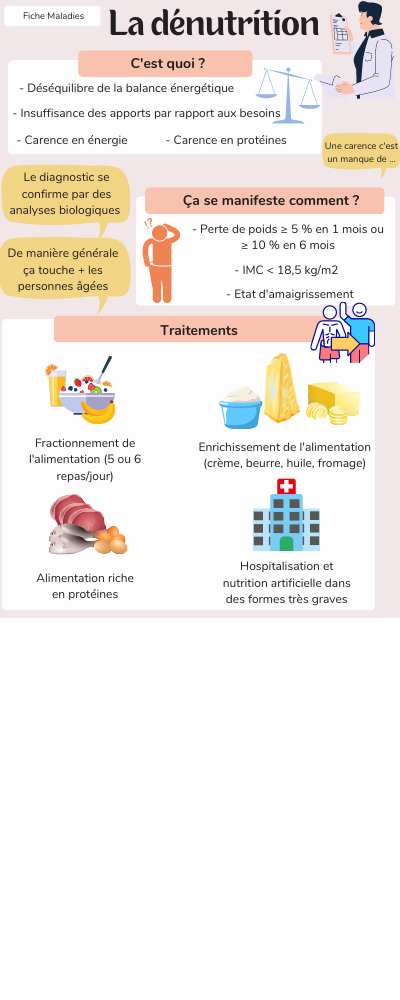 Fiche Maladies
La dénutrition
C'est quoi ?
- Déséquilibre de la balance énergétique
- Insuffisance des apports par rapport aux besoins
- Carence en énergie
- Carence en protéines
Une carence c'est
un manque de ...
Le diagnostic se
confirme par des
analyses biologiques
De manière générale
ça touche + les
personnes âgées
Ça se manifeste comment ?
!?
- Perte de poids ≥ 5 % en 1 mois ou
≥ 10 % en 6 mois
- IMC < 18,5 kg/m2
- Etat d'amaigrissement
Traitements
Fractionnement de
l'alimentation (5 ou 6
repas/jour)
Enrichissement de l'alimentation
(crème, beurre, huile, fromage)
Alimentation riche
en protéines
Hospitalisation et
nutrition artificielle dans
des formes très graves